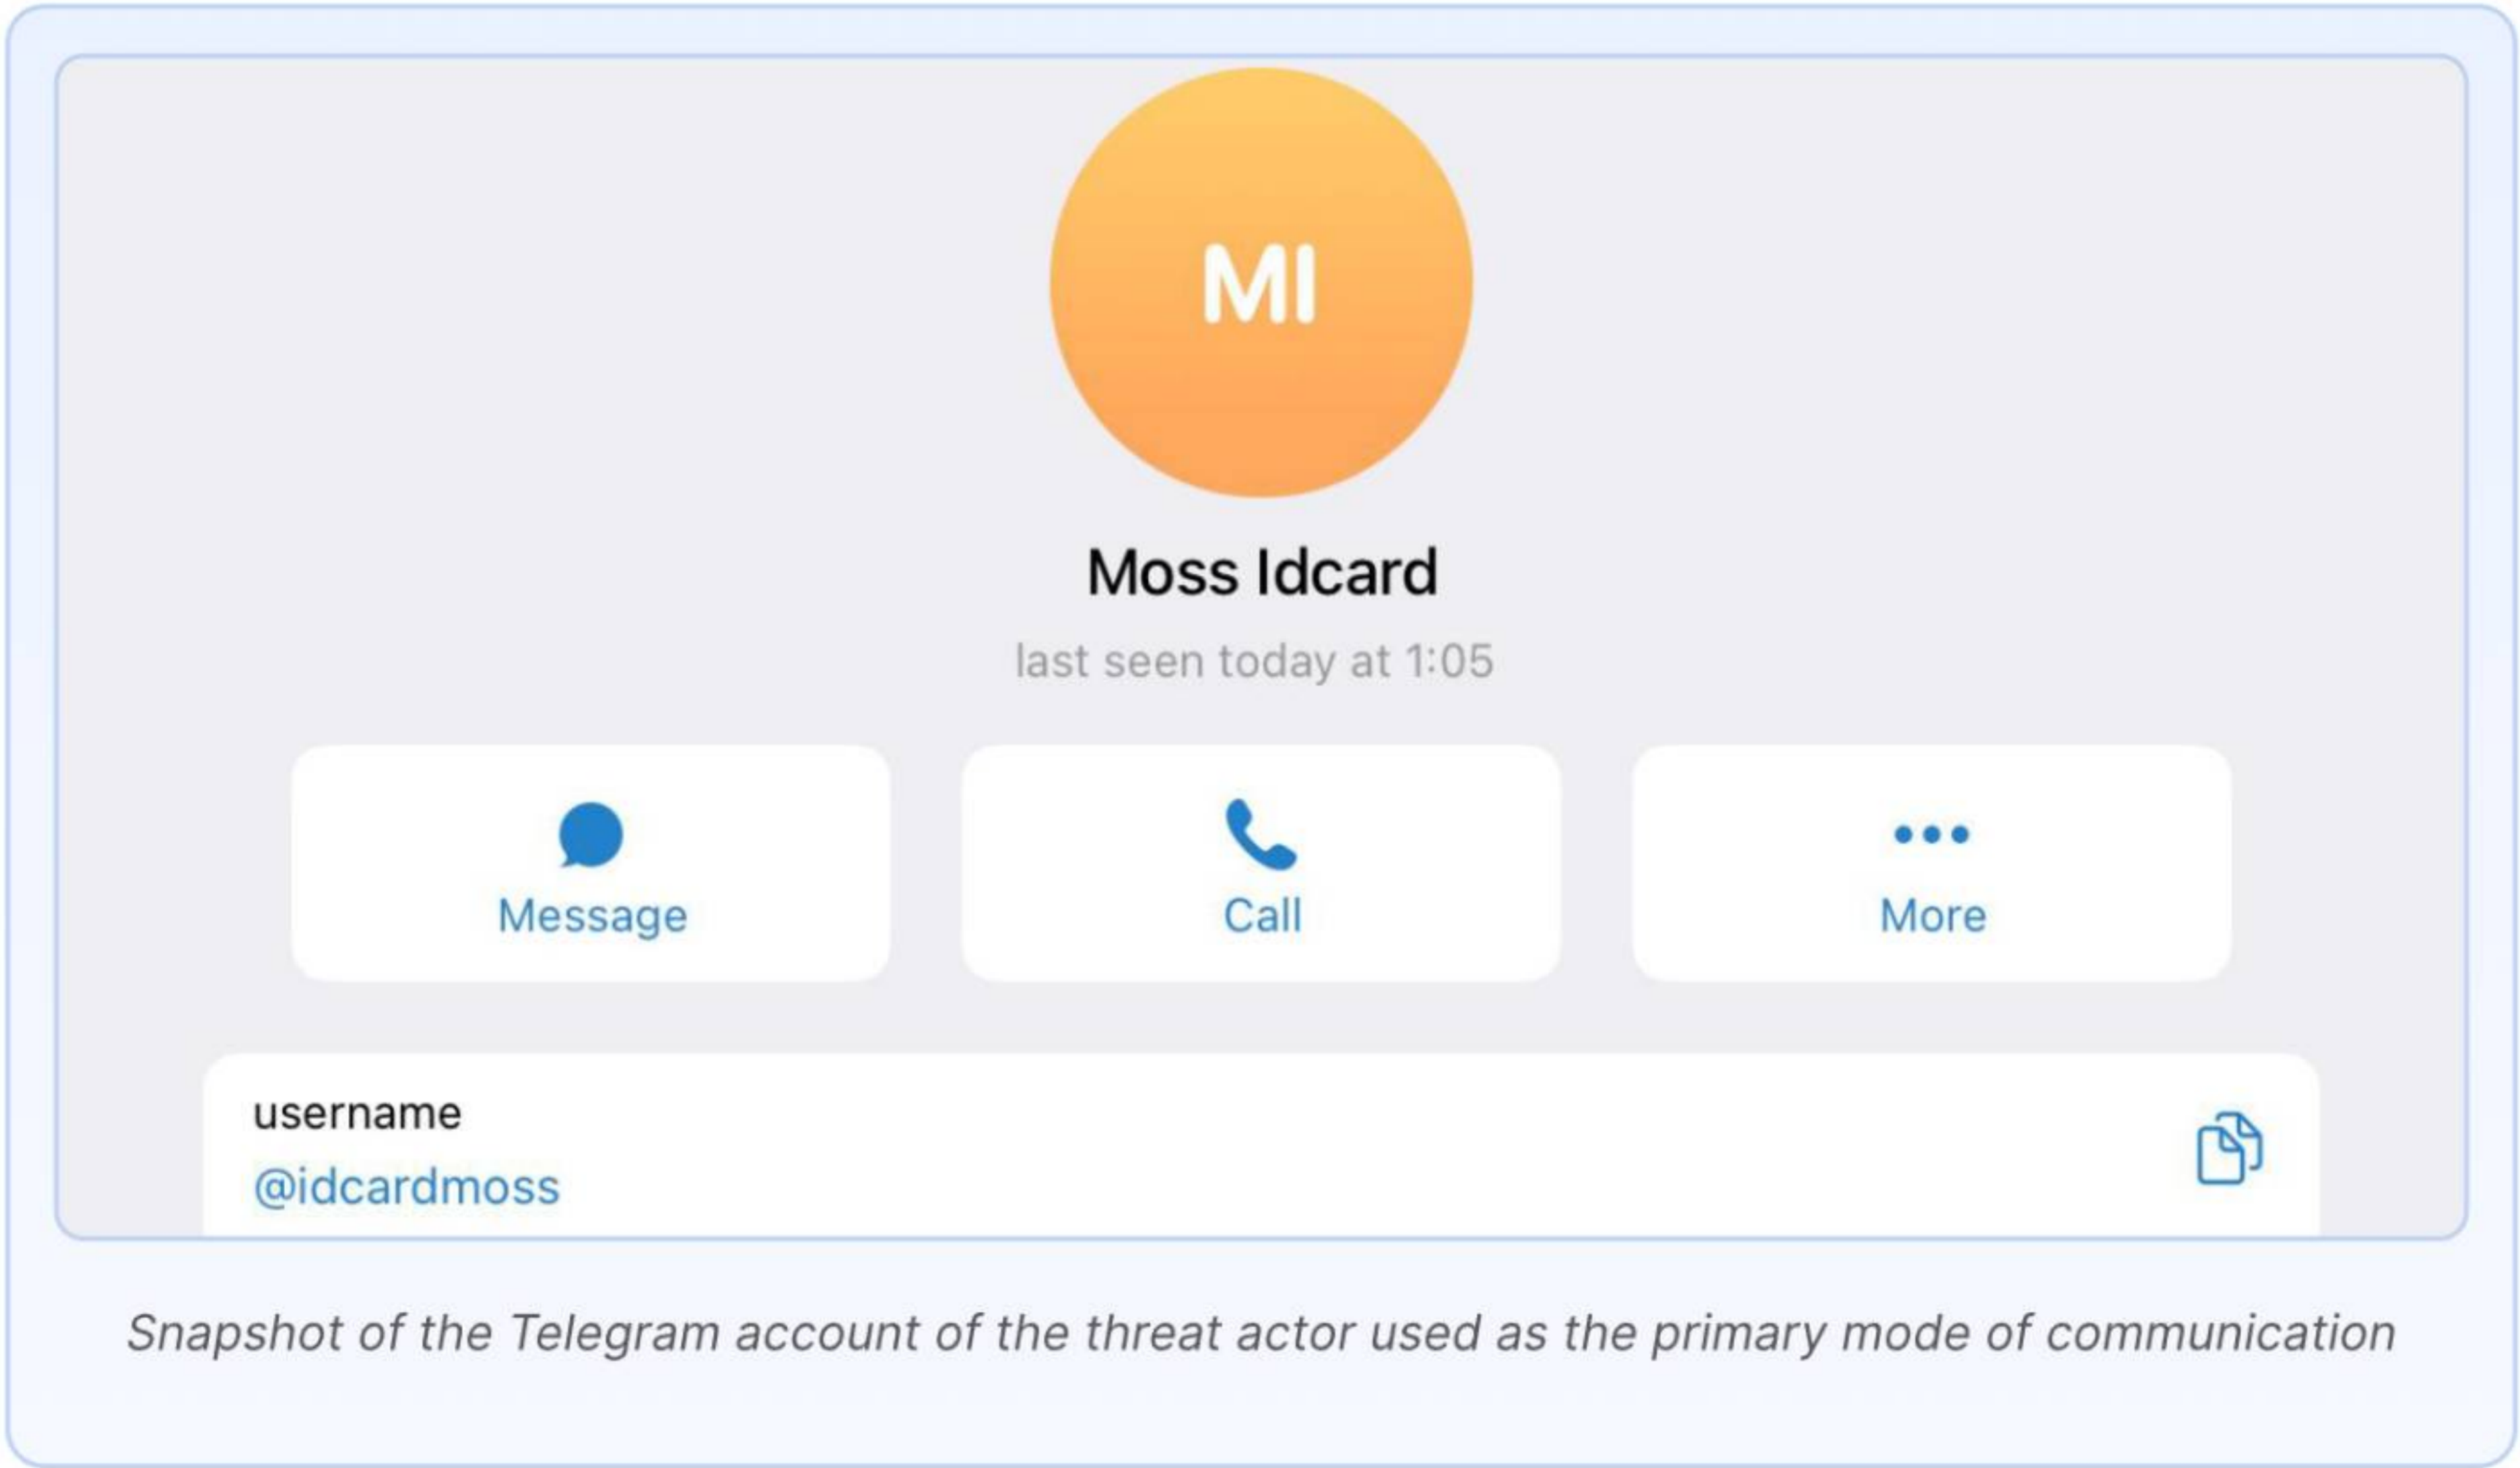 MI
Moss Idcard
last seen today at 1:05
Message
Call
More
username
@idcardmoss
Snapshot of the Telegram account of the threat actor used as the primary mode of communication